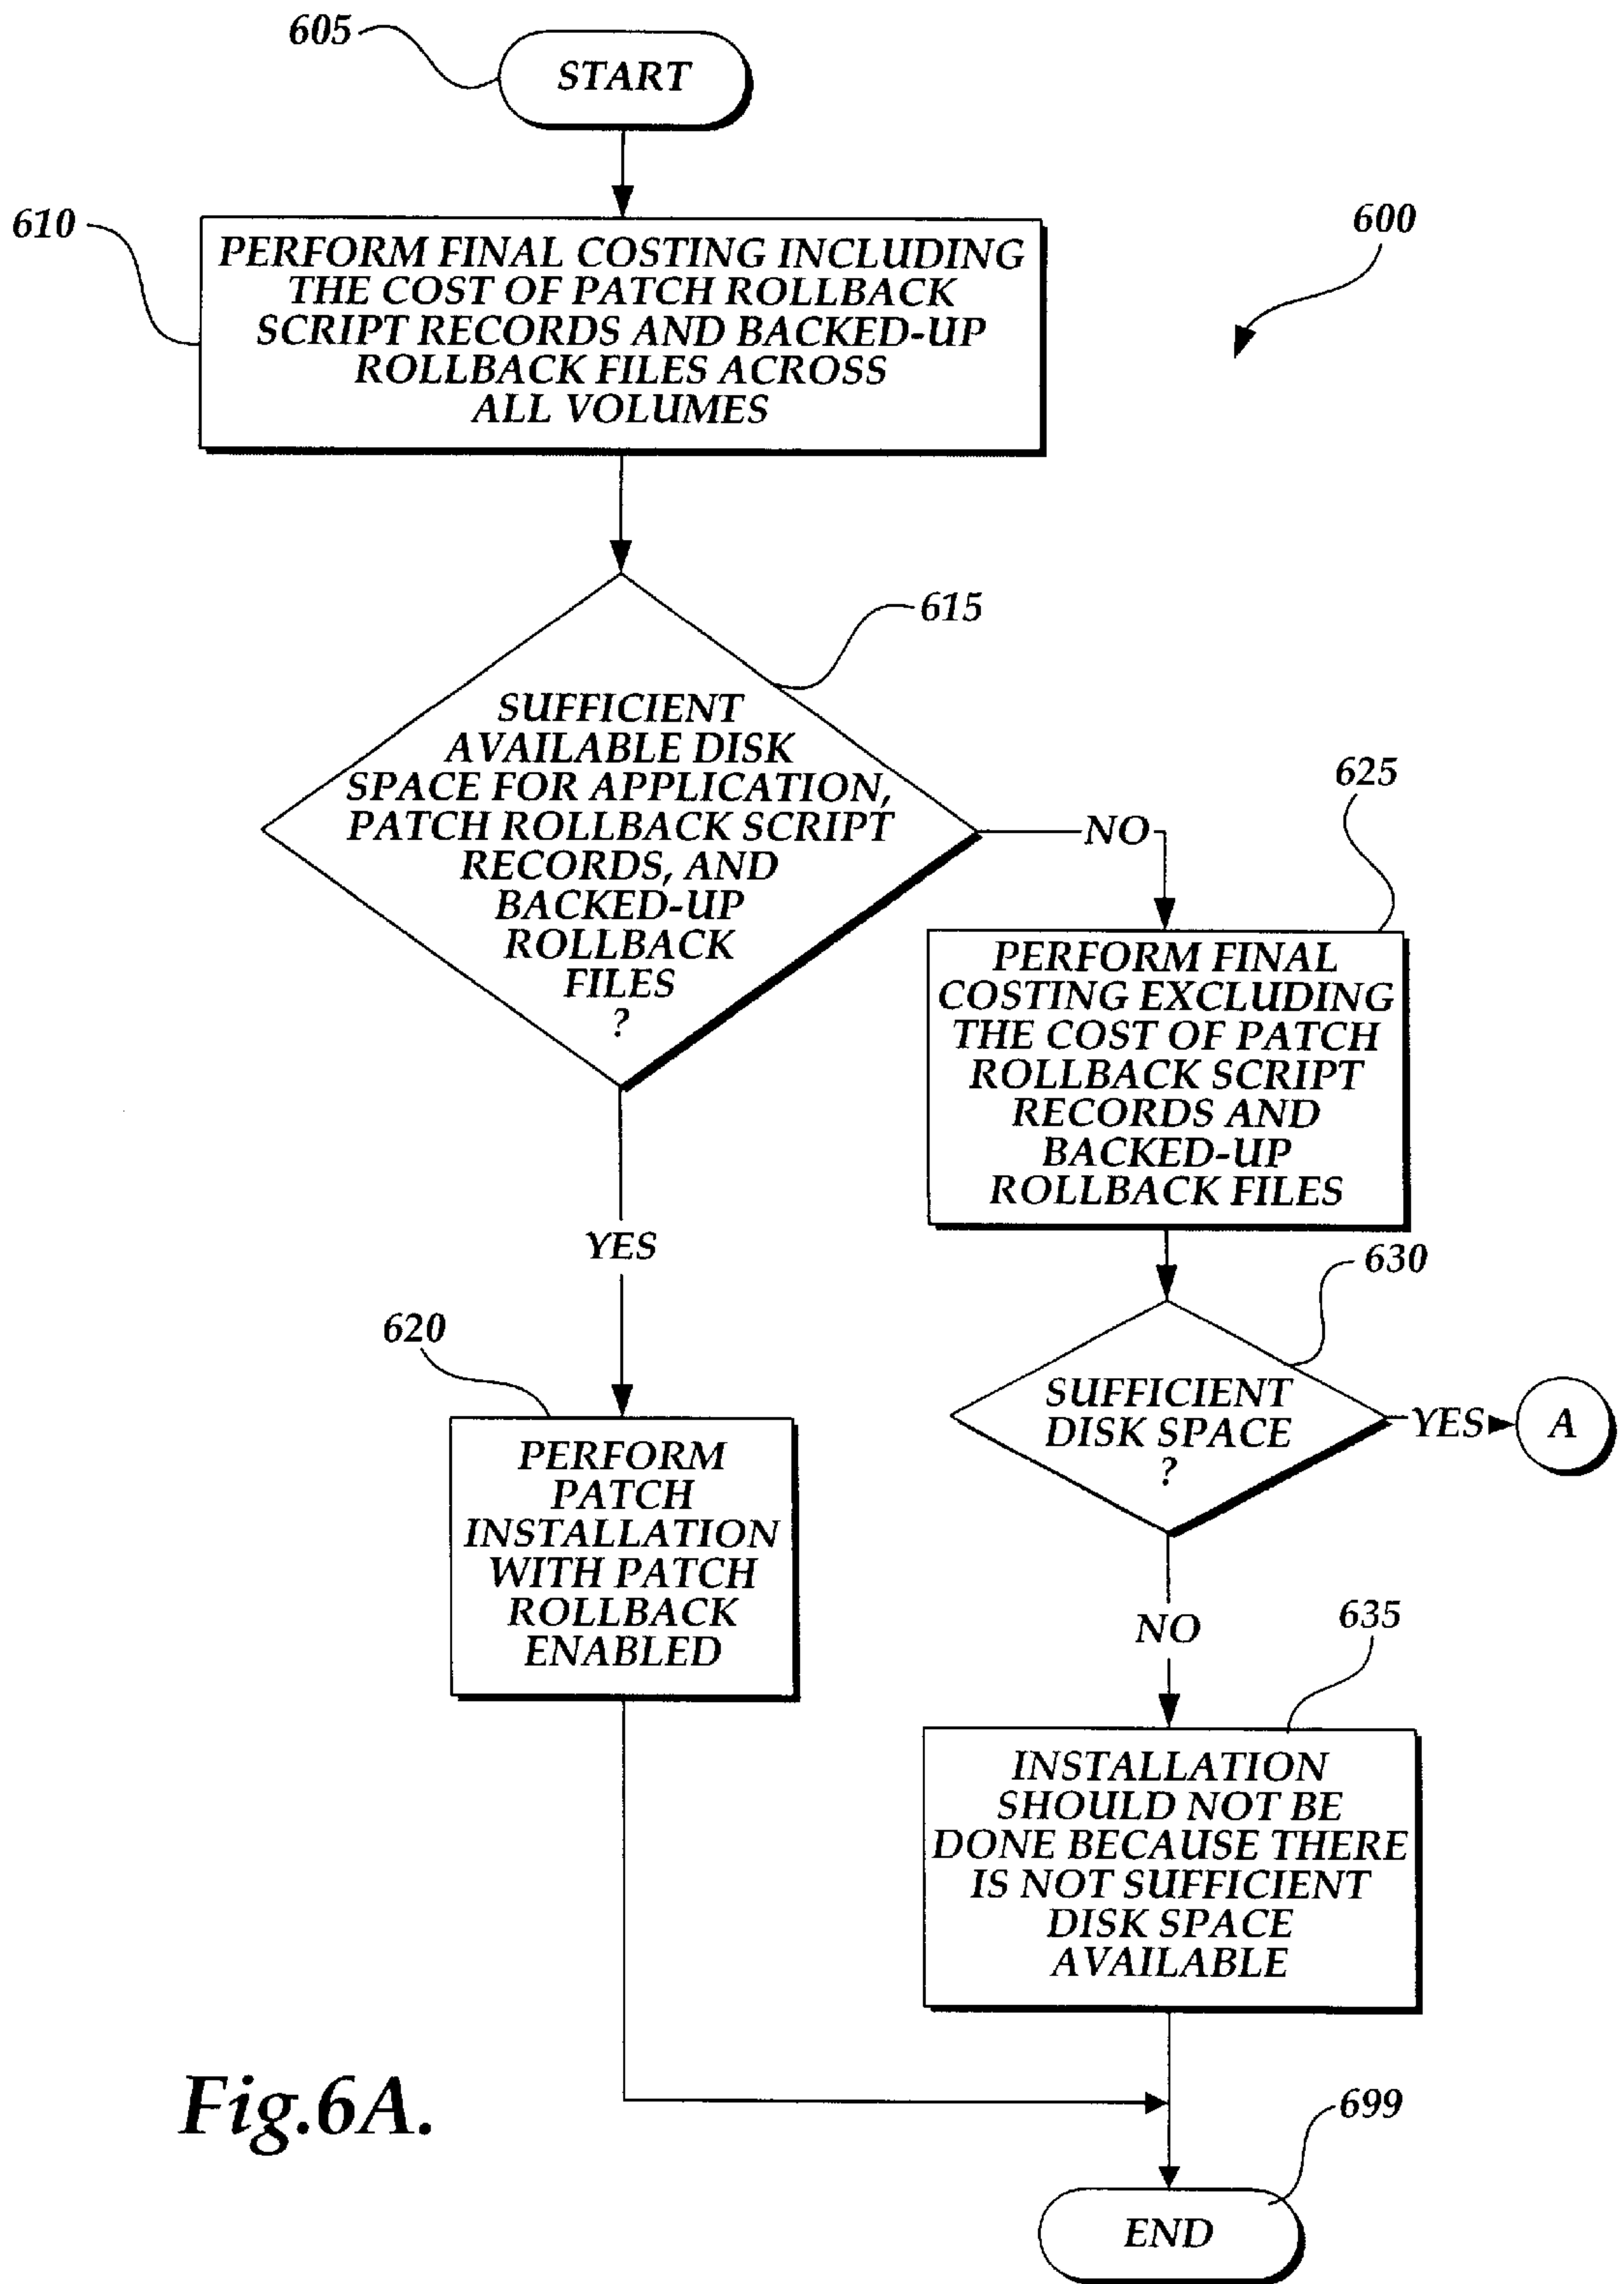 605
START
610
PERFORM FINAL COSTING INCLUDING
THE COST OF PATCH ROLLBACK
SCRIPT RECORDS AND BACKED-UP
ROLLBACK FILES ACROSS
ALL VOLUMES
600
615
SUFFICIENT
AVAILABLE DISK
SPACE FOR APPLICATION,
PATCH ROLLBACK SCRIPT
RECORDS, AND
BACKED-UP
ROLLBACK
FILES
?
NO
625
PERFORM FINAL
COSTING EXCLUDING
THE COST OF PATCH
ROLLBACK SCRIPT
RECORDS AND
BACKED-UP
ROLLBACK FILES
YES
630
SUFFICIENT
DISK SPACE
?
YES
A
620
PERFORM
PATCH
INSTALLATION
WITH PATCH
ROLLBACK
ENABLED
NO
635
INSTALLATION
SHOULD NOT BE
DONE BECAUSE THERE
IS NOT SUFFICIENT
DISK SPACE
AVAILABLE
Fig.6A.
699
END